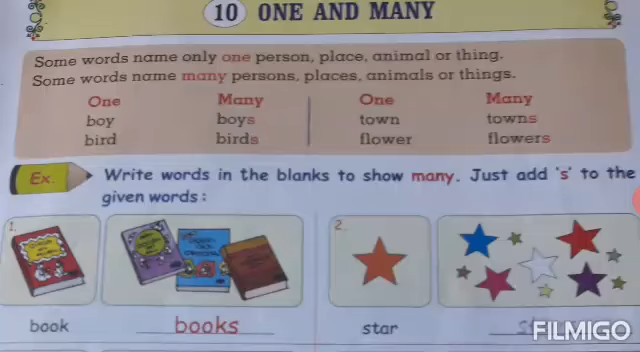 10 ONE AND MANY
Some words name only one person, place, animal or thing.
Some words name many persons, places, animals or things.
One Many One Many
boy boys town towns
bird birds flower flowers
Ex. Write words in the blanks to show many. Just add 's' to the
given words :
1. 2.
book books star
FILMIGO